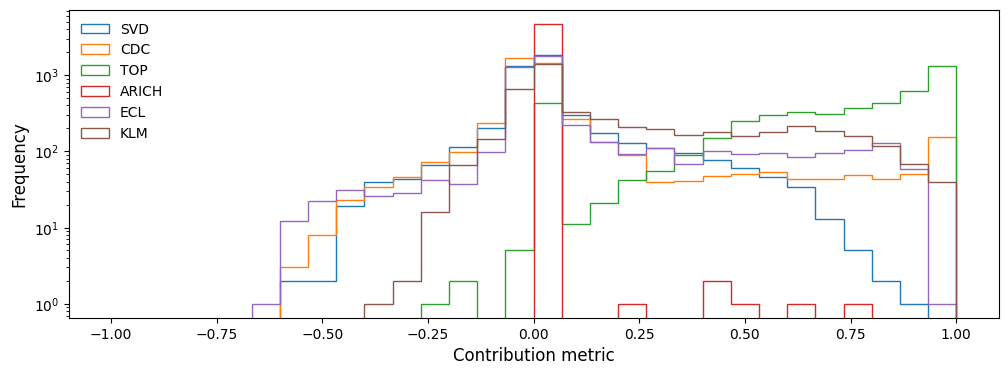 SVD
CDC
TOP
ARICH
ECL
KLM
Frequency
10³
10²
10¹
10⁰
−1.00 −0.75 −0.50 −0.25 0.00 0.25 0.50 0.75 1.00
Contribution metric